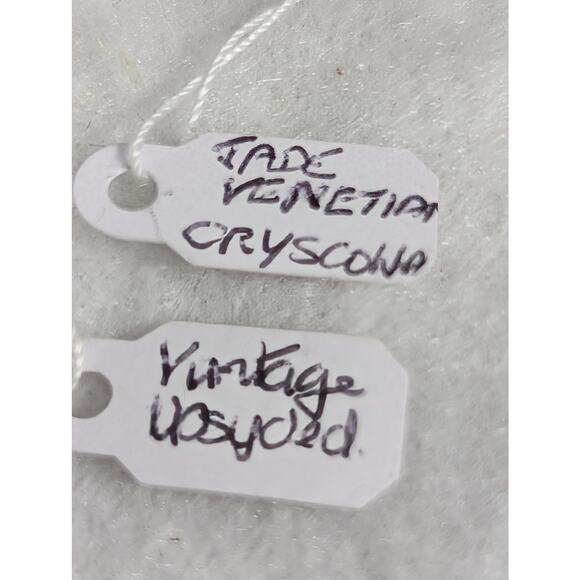 JADE
VENETIAN
CRYSCOWA
Vintage
Upsycled.